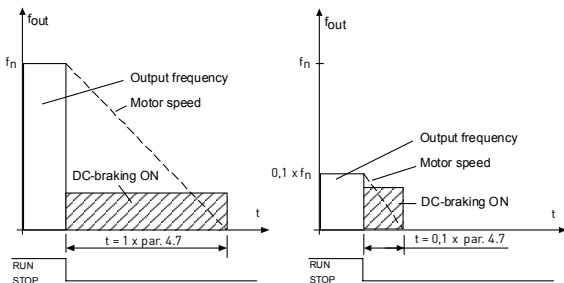 fout
fn
Output frequency
Motor speed
DC-braking ON
t
t = 1 x par. 4.7
RUN
STOP
fout
fn
Output frequency
0,1 x fn
Motor speed
DC-braking ON
t
t = 0,1 x par. 4.7
RUN
STOP